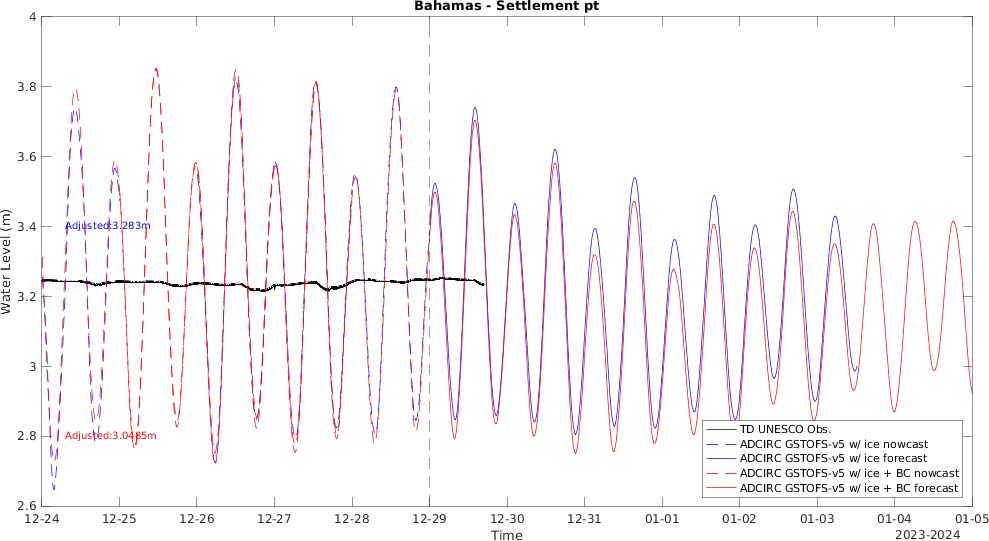 Bahamas - Settlement pt
4
3.8
3.6
3.4
3.2
3
2.8
2.6
Water Level (m)
Adjusted:3.283m
Adjusted:3.0485m
TD UNESCO Obs.
ADCIRC GSTOFS-v5 w/ ice nowcast
ADCIRC GSTOFS-v5 w/ ice forecast
ADCIRC GSTOFS-v5 w/ ice + BC nowcast
ADCIRC GSTOFS-v5 w/ ice + BC forecast
12-24 12-25 12-26 12-27 12-28 12-29 12-30 12-31 01-01 01-02 01-03 01-04 01-05
Time
2023-2024